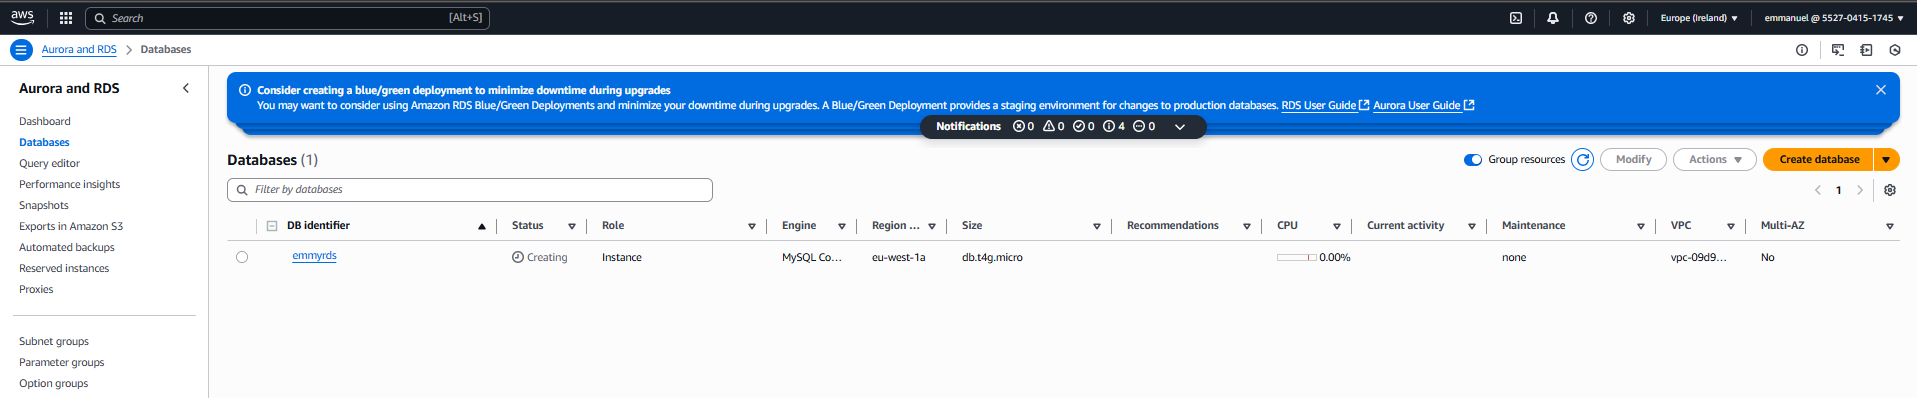 aws
Search [Alt+S]
Europe (Ireland) ▼
emmanuel @ 5527-0415-1745 ▼
Aurora and RDS > Databases
Aurora and RDS
Dashboard
Databases
Query editor
Performance insights
Snapshots
Exports in Amazon S3
Automated backups
Reserved instances
Proxies
Subnet groups
Parameter groups
Option groups
Consider creating a blue/green deployment to minimize downtime during upgrades
You may want to consider using Amazon RDS Blue/Green Deployments and minimize your downtime during upgrades. A Blue/Green Deployment provides a staging environment for changes to production databases. RDS User Guide Aurora User Guide
Notifications 0 0 0 4 0
Databases (1)
Group resources Modify Actions Create database
Filter by databases
1
DB identifier Status Role Engine Region ... Size Recommendations CPU Current activity Maintenance VPC Multi-AZ
emmyrds Creating Instance MySQL Co... eu-west-1a db.t4g.micro 0.00% none vpc-09d9... No